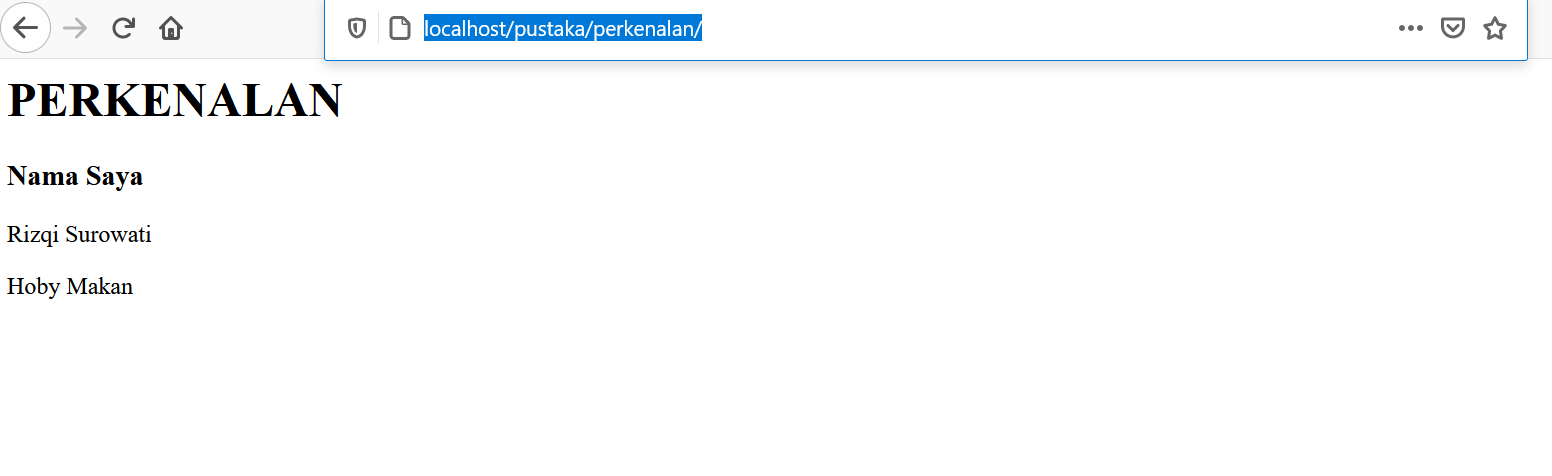 localhost/pustaka/perkenalan/
PERKENALAN
Nama Saya
Rizqi Surowati
Hoby Makan